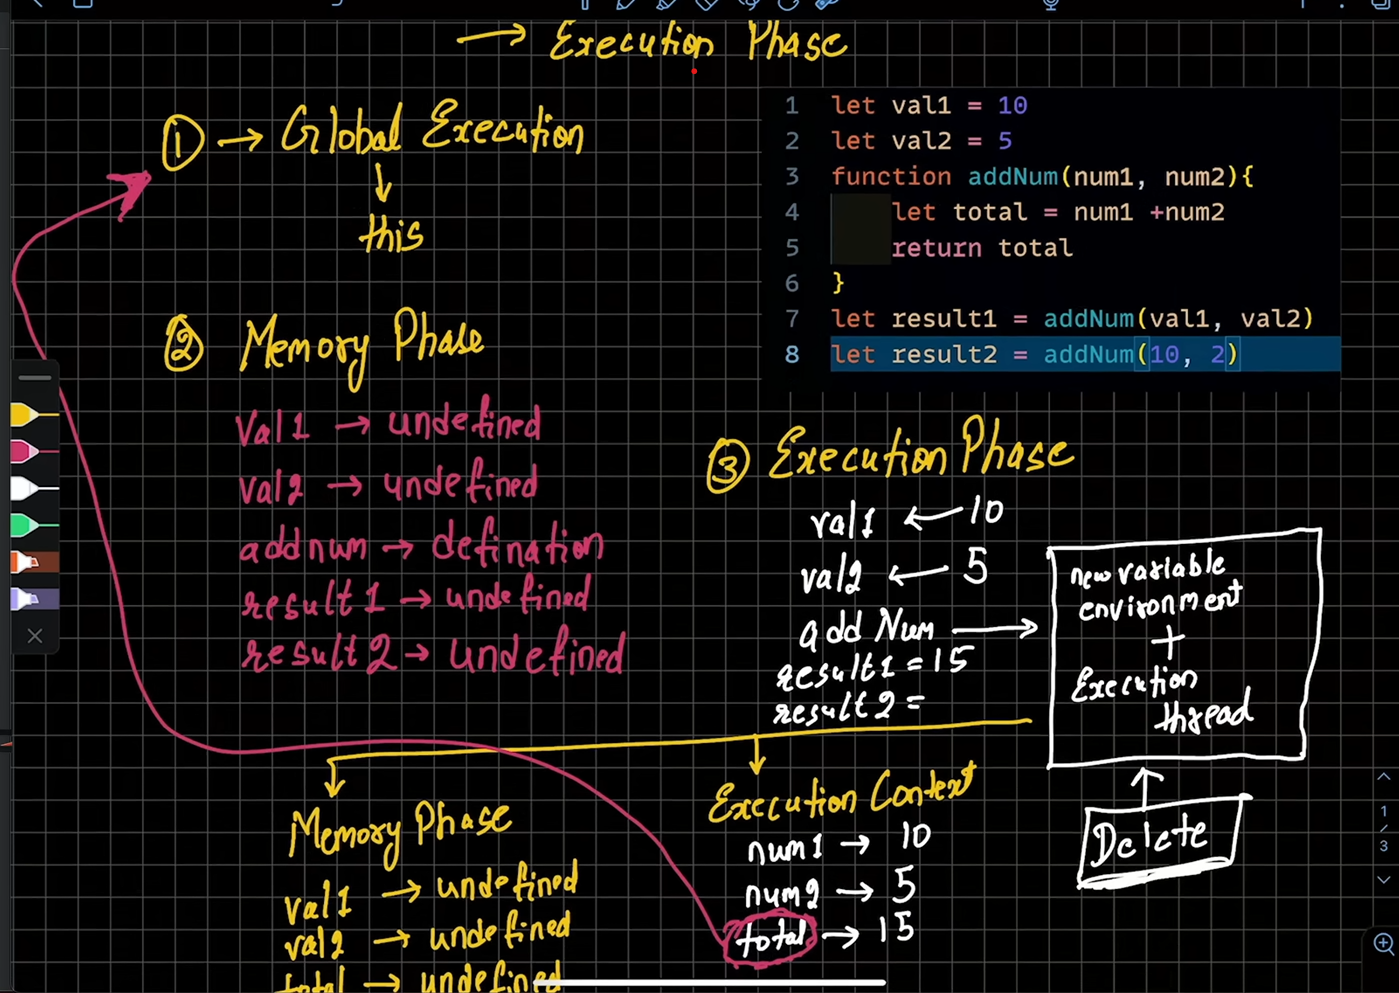 → Execution Phase
① → Global Execution
↓
this
② Memory Phase
Val1 → undefined
val2 → undefined
addnum → defination
result1 → undefined
result2 → undefined
1 let val1 = 10
2 let val2 = 5
3 function addNum(num1, num2){
4 let total = num1 +num2
5 return total
6 }
7 let result1 = addNum(val1, val2)
8 let result2 = addNum(10, 2)
③ Execution Phase
val1 ← 10
val2 ← 5
add Num →
result1 = 15
result2 =
new variable
environment
+
Execution
thread
Delete
Memory Phase
val1 → undefined
val2 → undefined
total → undefined
Execution Context
num1 → 10
num2 → 5
total → 15
1
3